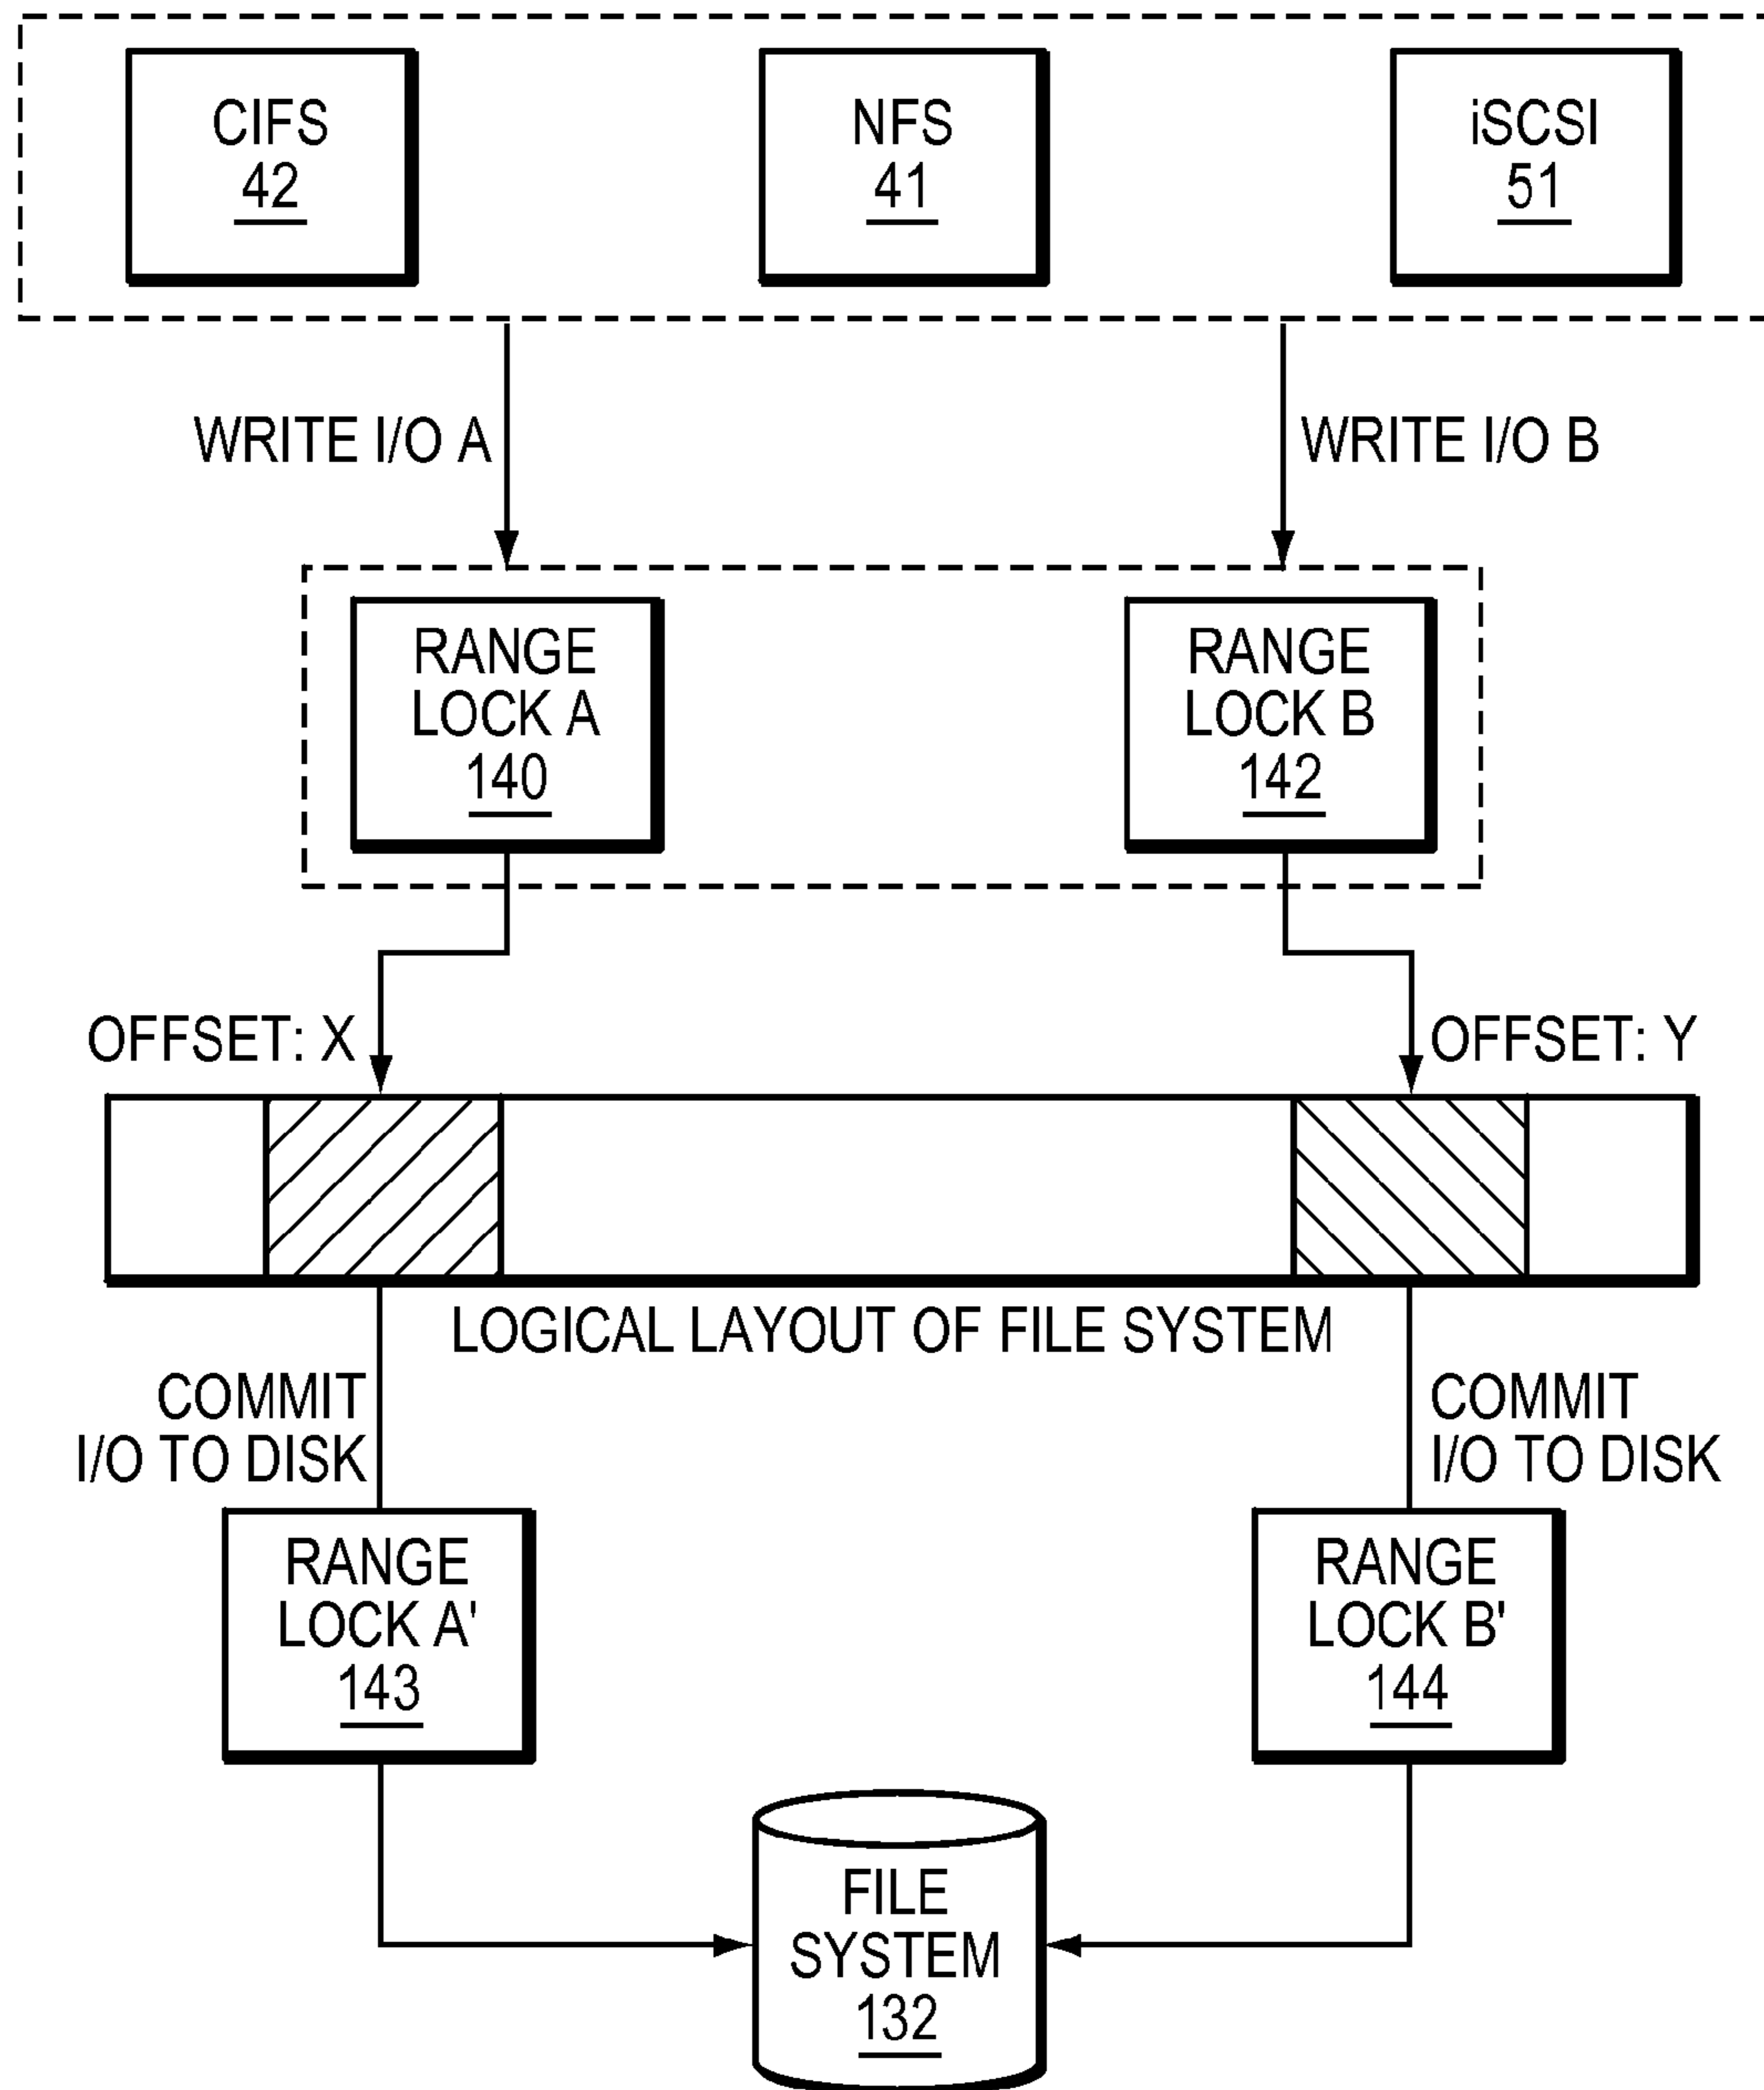 CIFS
42
NFS
41
iSCSI
51
WRITE I/O A
WRITE I/O B
RANGE
LOCK A
140
RANGE
LOCK B
142
OFFSET: X
OFFSET: Y
LOGICAL LAYOUT OF FILE SYSTEM
COMMIT
I/O TO DISK
COMMIT
I/O TO DISK
RANGE
LOCK A'
143
RANGE
LOCK B'
144
FILE
SYSTEM
132